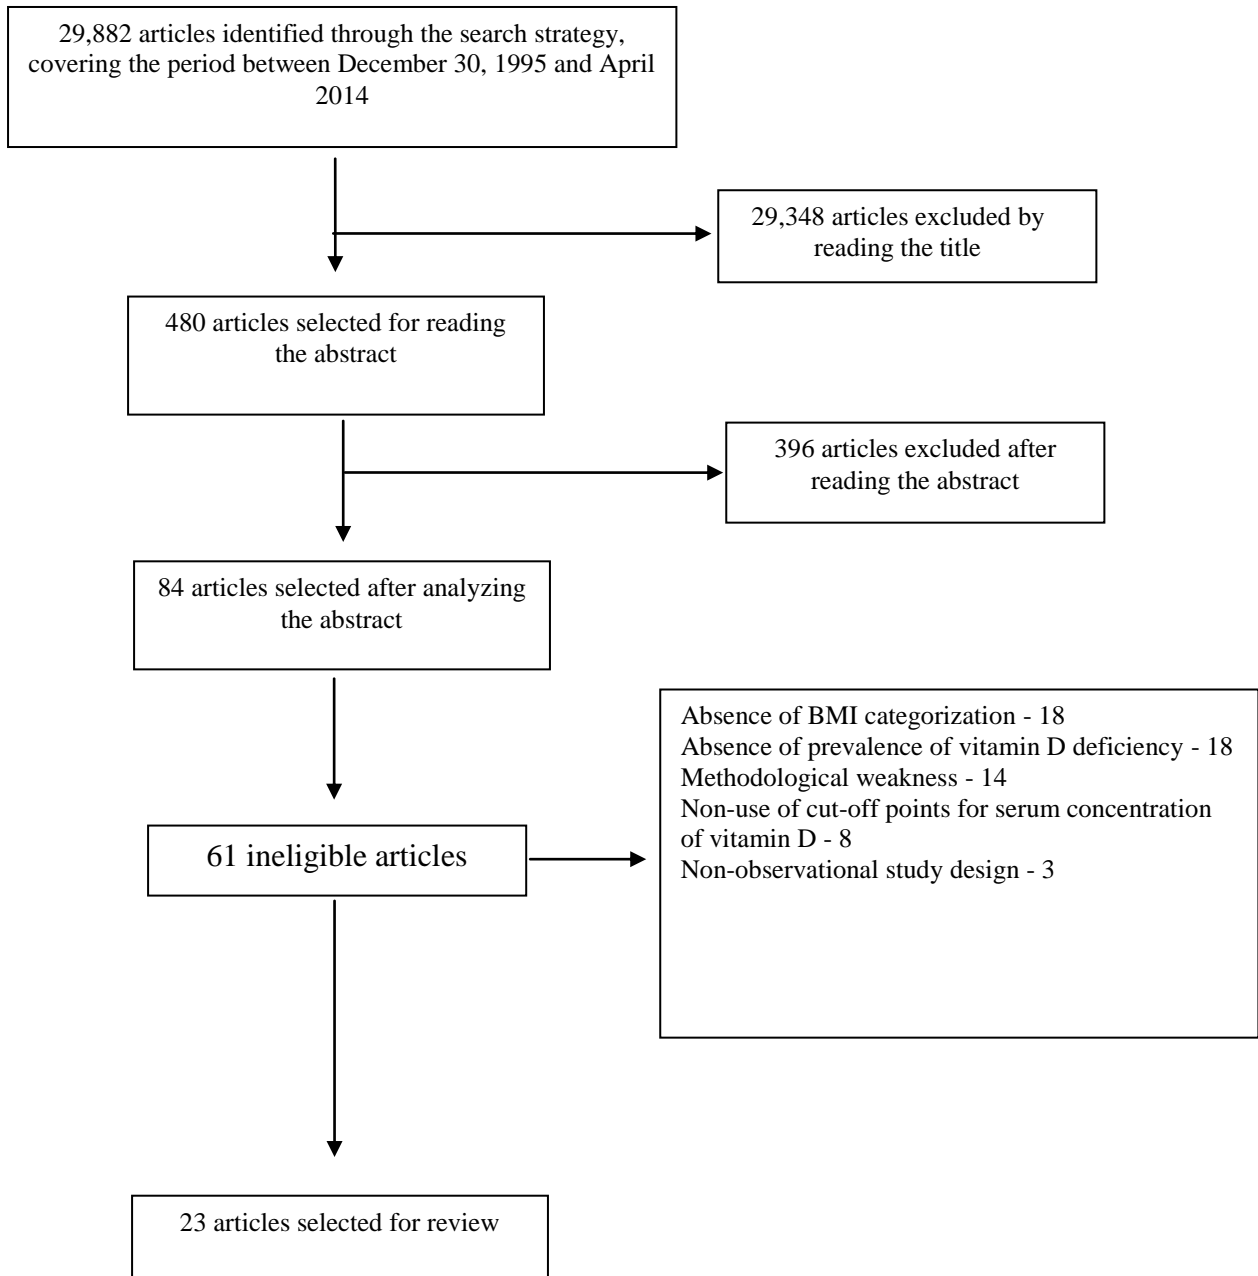 29,882 articles identified through the search strategy,
covering the period between December 30, 1995 and April
2014
29,348 articles excluded by
reading the title
480 articles selected for reading
the abstract
396 articles excluded after
reading the abstract
84 articles selected after analyzing
the abstract
Absence of BMI categorization - 18
Absence of prevalence of vitamin D deficiency - 18
Methodological weakness - 14
Non-use of cut-off points for serum concentration
of vitamin D - 8
Non-observational study design - 3
61 ineligible articles
23 articles selected for review